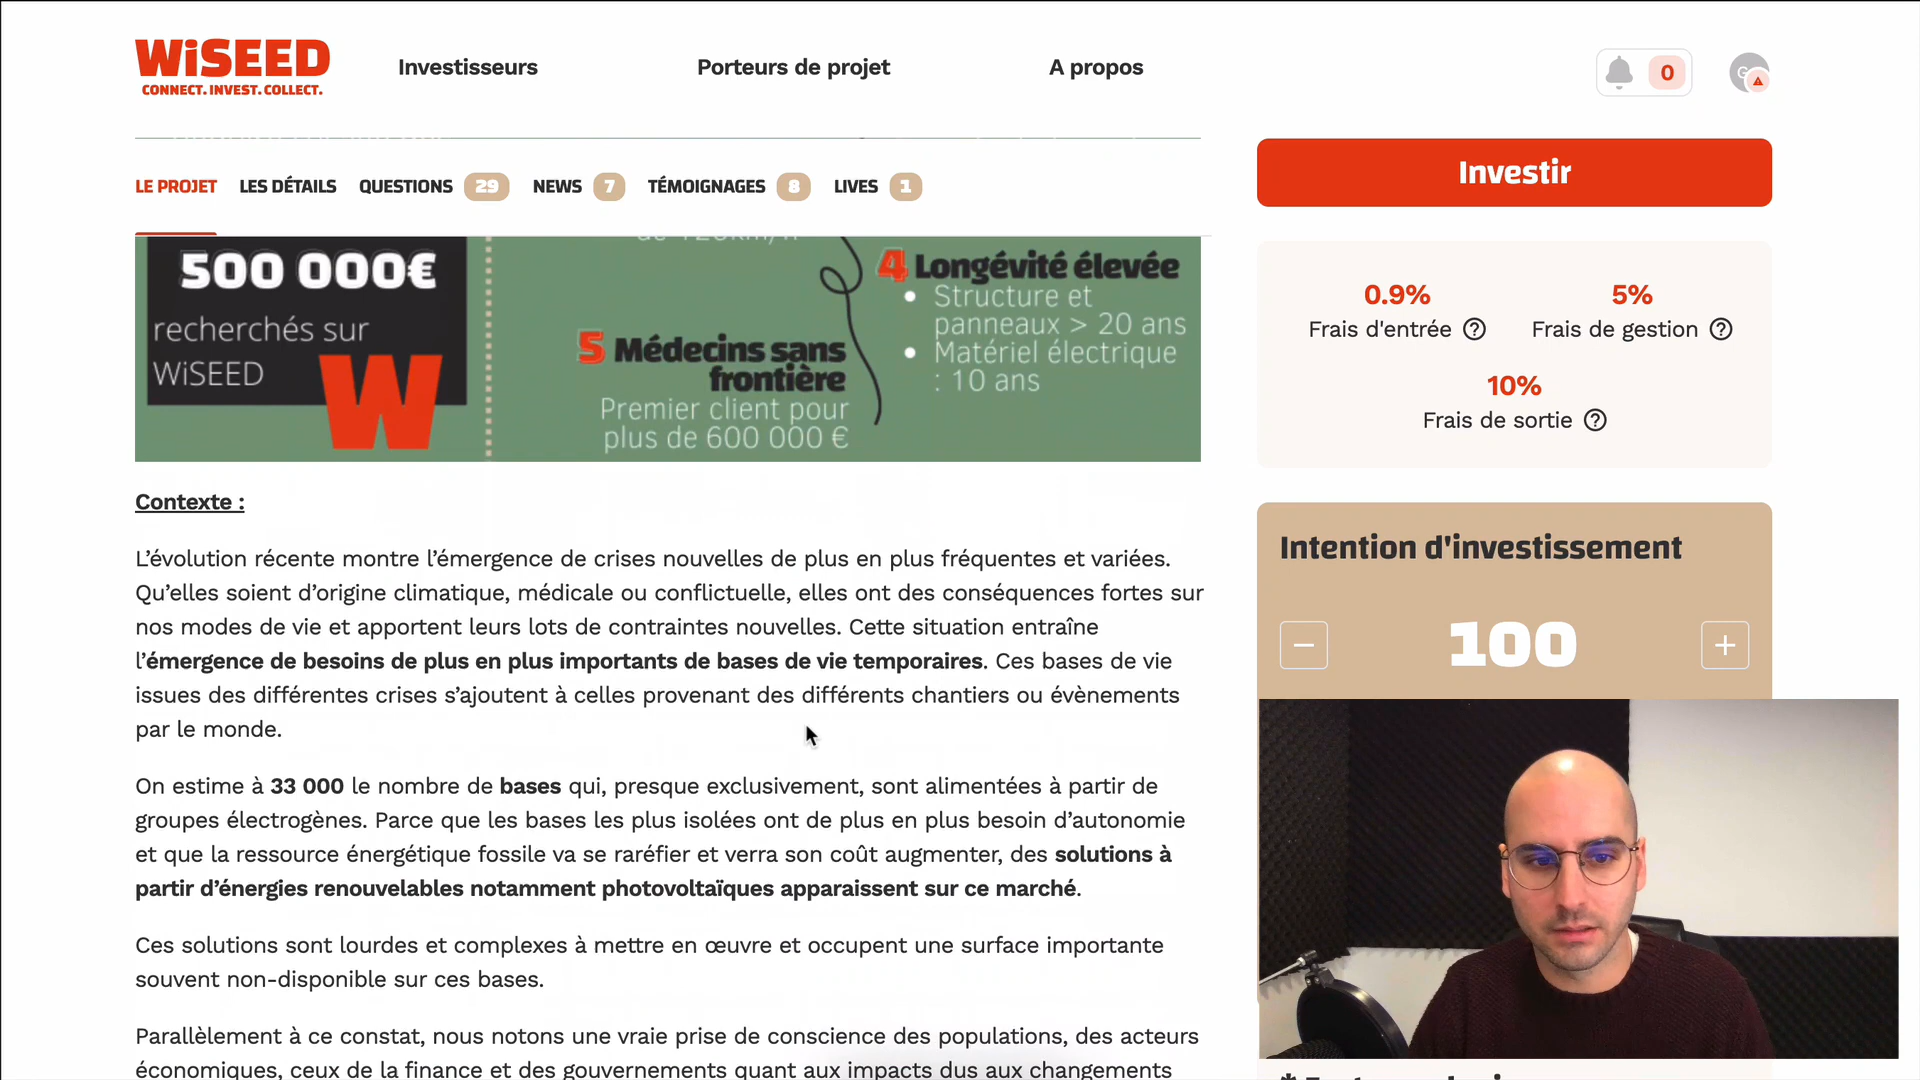 WiSEED
CONNECT. INVEST. COLLECT.
Investisseurs
Porteurs de projet
A propos
0
LE PROJET
LES DÉTAILS
QUESTIONS 29
NEWS 7
TÉMOIGNAGES 8
LIVES 1
Investir
500 000€
recherchés sur
WiSEED
W
5 Médecins sans
frontière
Premier client pour
plus de 600 000 €
4 Longévité élevée
• Structure et
panneaux > 20 ans
• Matériel électrique
: 10 ans
0.9%
Frais d'entrée ?
5%
Frais de gestion ?
10%
Frais de sortie ?
Intention d'investissement
− 100 +
Contexte :
L’évolution récente montre l’émergence de crises nouvelles de plus en plus fréquentes et variées.
Qu’elles soient d’origine climatique, médicale ou conflictuelle, elles ont des conséquences fortes sur
nos modes de vie et apportent leurs lots de contraintes nouvelles. Cette situation entraîne
l’émergence de besoins de plus en plus importants de bases de vie temporaires. Ces bases de vie
issues des différentes crises s’ajoutent à celles provenant des différents chantiers ou évènements
par le monde.
On estime à 33 000 le nombre de bases qui, presque exclusivement, sont alimentées à partir de
groupes électrogènes. Parce que les bases les plus isolées ont de plus en plus besoin d’autonomie
et que la ressource énergétique fossile va se raréfier et verra son coût augmenter, des solutions à
partir d’énergies renouvelables notamment photovoltaïques apparaissent sur ce marché.
Ces solutions sont lourdes et complexes à mettre en œuvre et occupent une surface importante
souvent non-disponible sur ces bases.
Parallèlement à ce constat, nous notons une vraie prise de conscience des populations, des acteurs
économiques, ceux de la finance et des gouvernements quant aux impacts dus aux changements